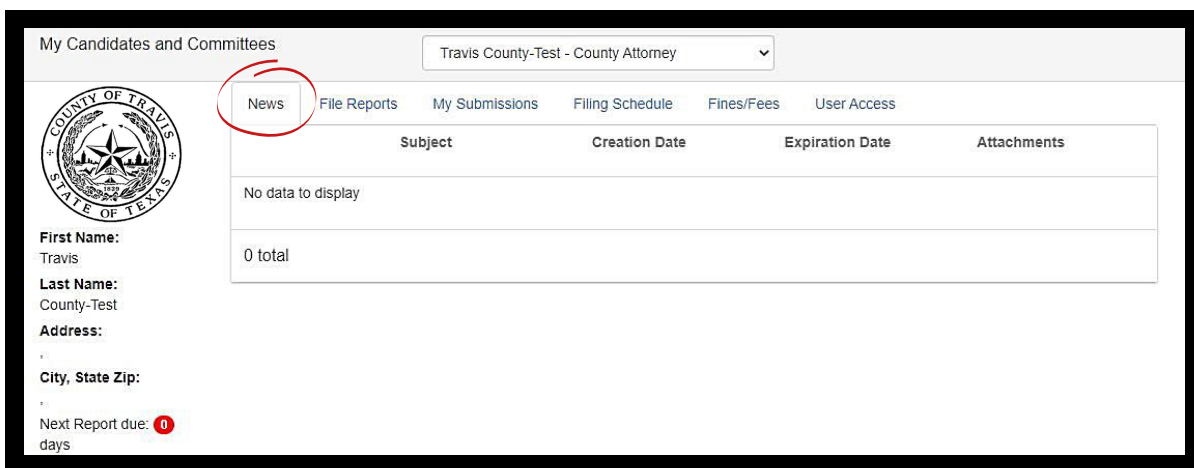 My Candidates and Committees
Travis County-Test - County Attorney
COUNTY OF TRAVIS
STATE OF TEXAS
1839
News File Reports My Submissions Filing Schedule Fines/Fees User Access
Subject Creation Date Expiration Date Attachments
No data to display
0 total
First Name:
Travis
Last Name:
County-Test
Address:
,
City, State Zip:
,
Next Report due: 0
days